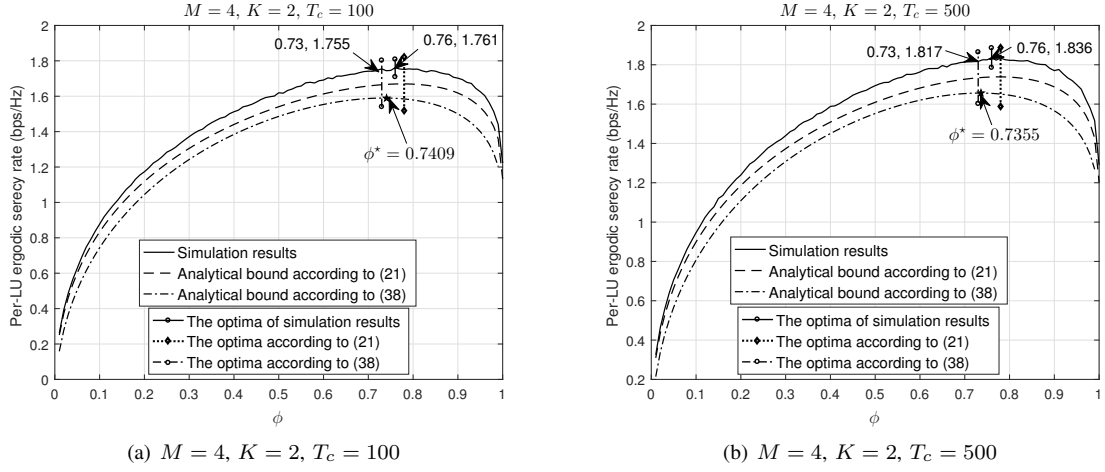 M = 4, K = 2, T_c = 100
2
1.8
1.6
1.4
1.2
1
0.8
0.6
0.4
0.2
0
Per-LU ergodic serecy rate (bps/Hz)
0.73, 1.755
0.76, 1.761
ϕ* = 0.7409
Simulation results
Analytical bound according to (21)
Analytical bound according to (38)
The optima of simulation results
The optima according to (21)
The optima according to (38)
0 0.1 0.2 0.3 0.4 0.5 0.6 0.7 0.8 0.9 1
ϕ
(a) M = 4, K = 2, T_c = 100
M = 4, K = 2, T_c = 500
2
1.8
1.6
1.4
1.2
1
0.8
0.6
0.4
0.2
Per-LU ergodic serecy rate (bps/Hz)
0.73, 1.817
0.76, 1.836
ϕ* = 0.7355
Simulation results
Analytical bound according to (21)
Analytical bound according to (38)
The optima of simulation results
The optima according to (21)
The optima according to (38)
0 0.1 0.2 0.3 0.4 0.5 0.6 0.7 0.8 0.9 1
ϕ
(b) M = 4, K = 2, T_c = 500